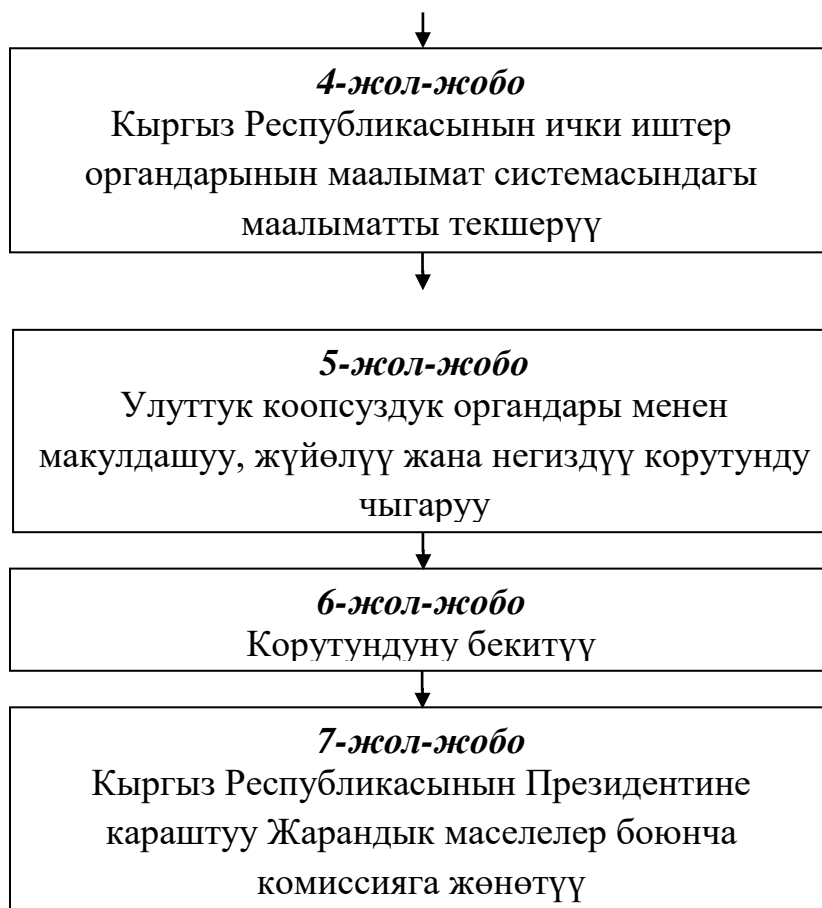 4-жол-жобо
Кыргыз Республикасынын ички иштер
органдарынын маалымат системасындагы
маалыматты текшерүү
5-жол-жобо
Улуттук коопсуздук органдары менен
макулдашуу, жүйөлүү жана негиздүү корутунду
чыгаруу
6-жол-жобо
Корутундуну бекитүү
7-жол-жобо
Кыргыз Республикасынын Президентине
караштуу Жарандык маселелер боюнча
комиссияга жөнөтүү